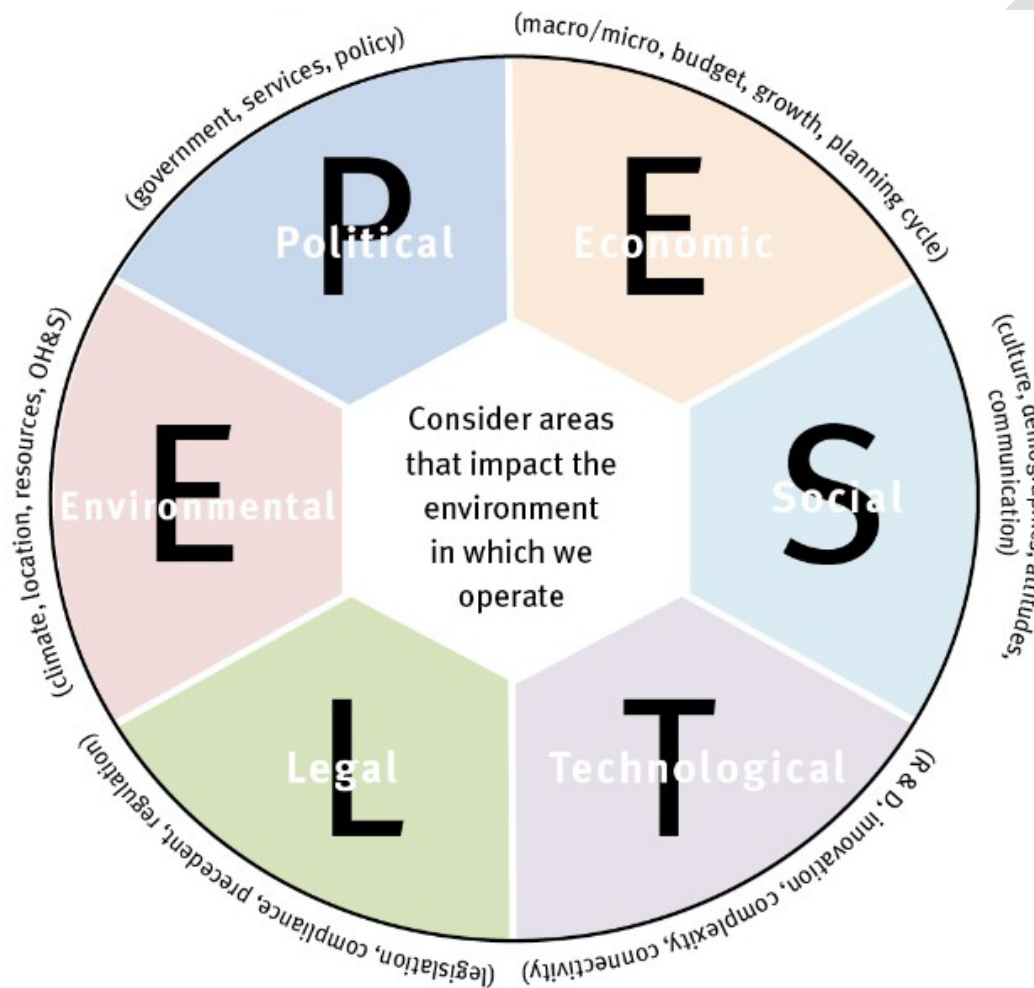 (government, services, policy)
(macro/micro, budget, growth, planning cycle)
P
Political
E
Economic
(culture, demographics, attitudes,
communication)
S
Social
(R & D, innovation, complexity, connectivity)
T
Technological
(legislation, compliance, precedent, regulation)
L
Legal
(climate, location, resources, OH&S)
E
Environmental
Consider areas
that impact the
environment
in which we
operate